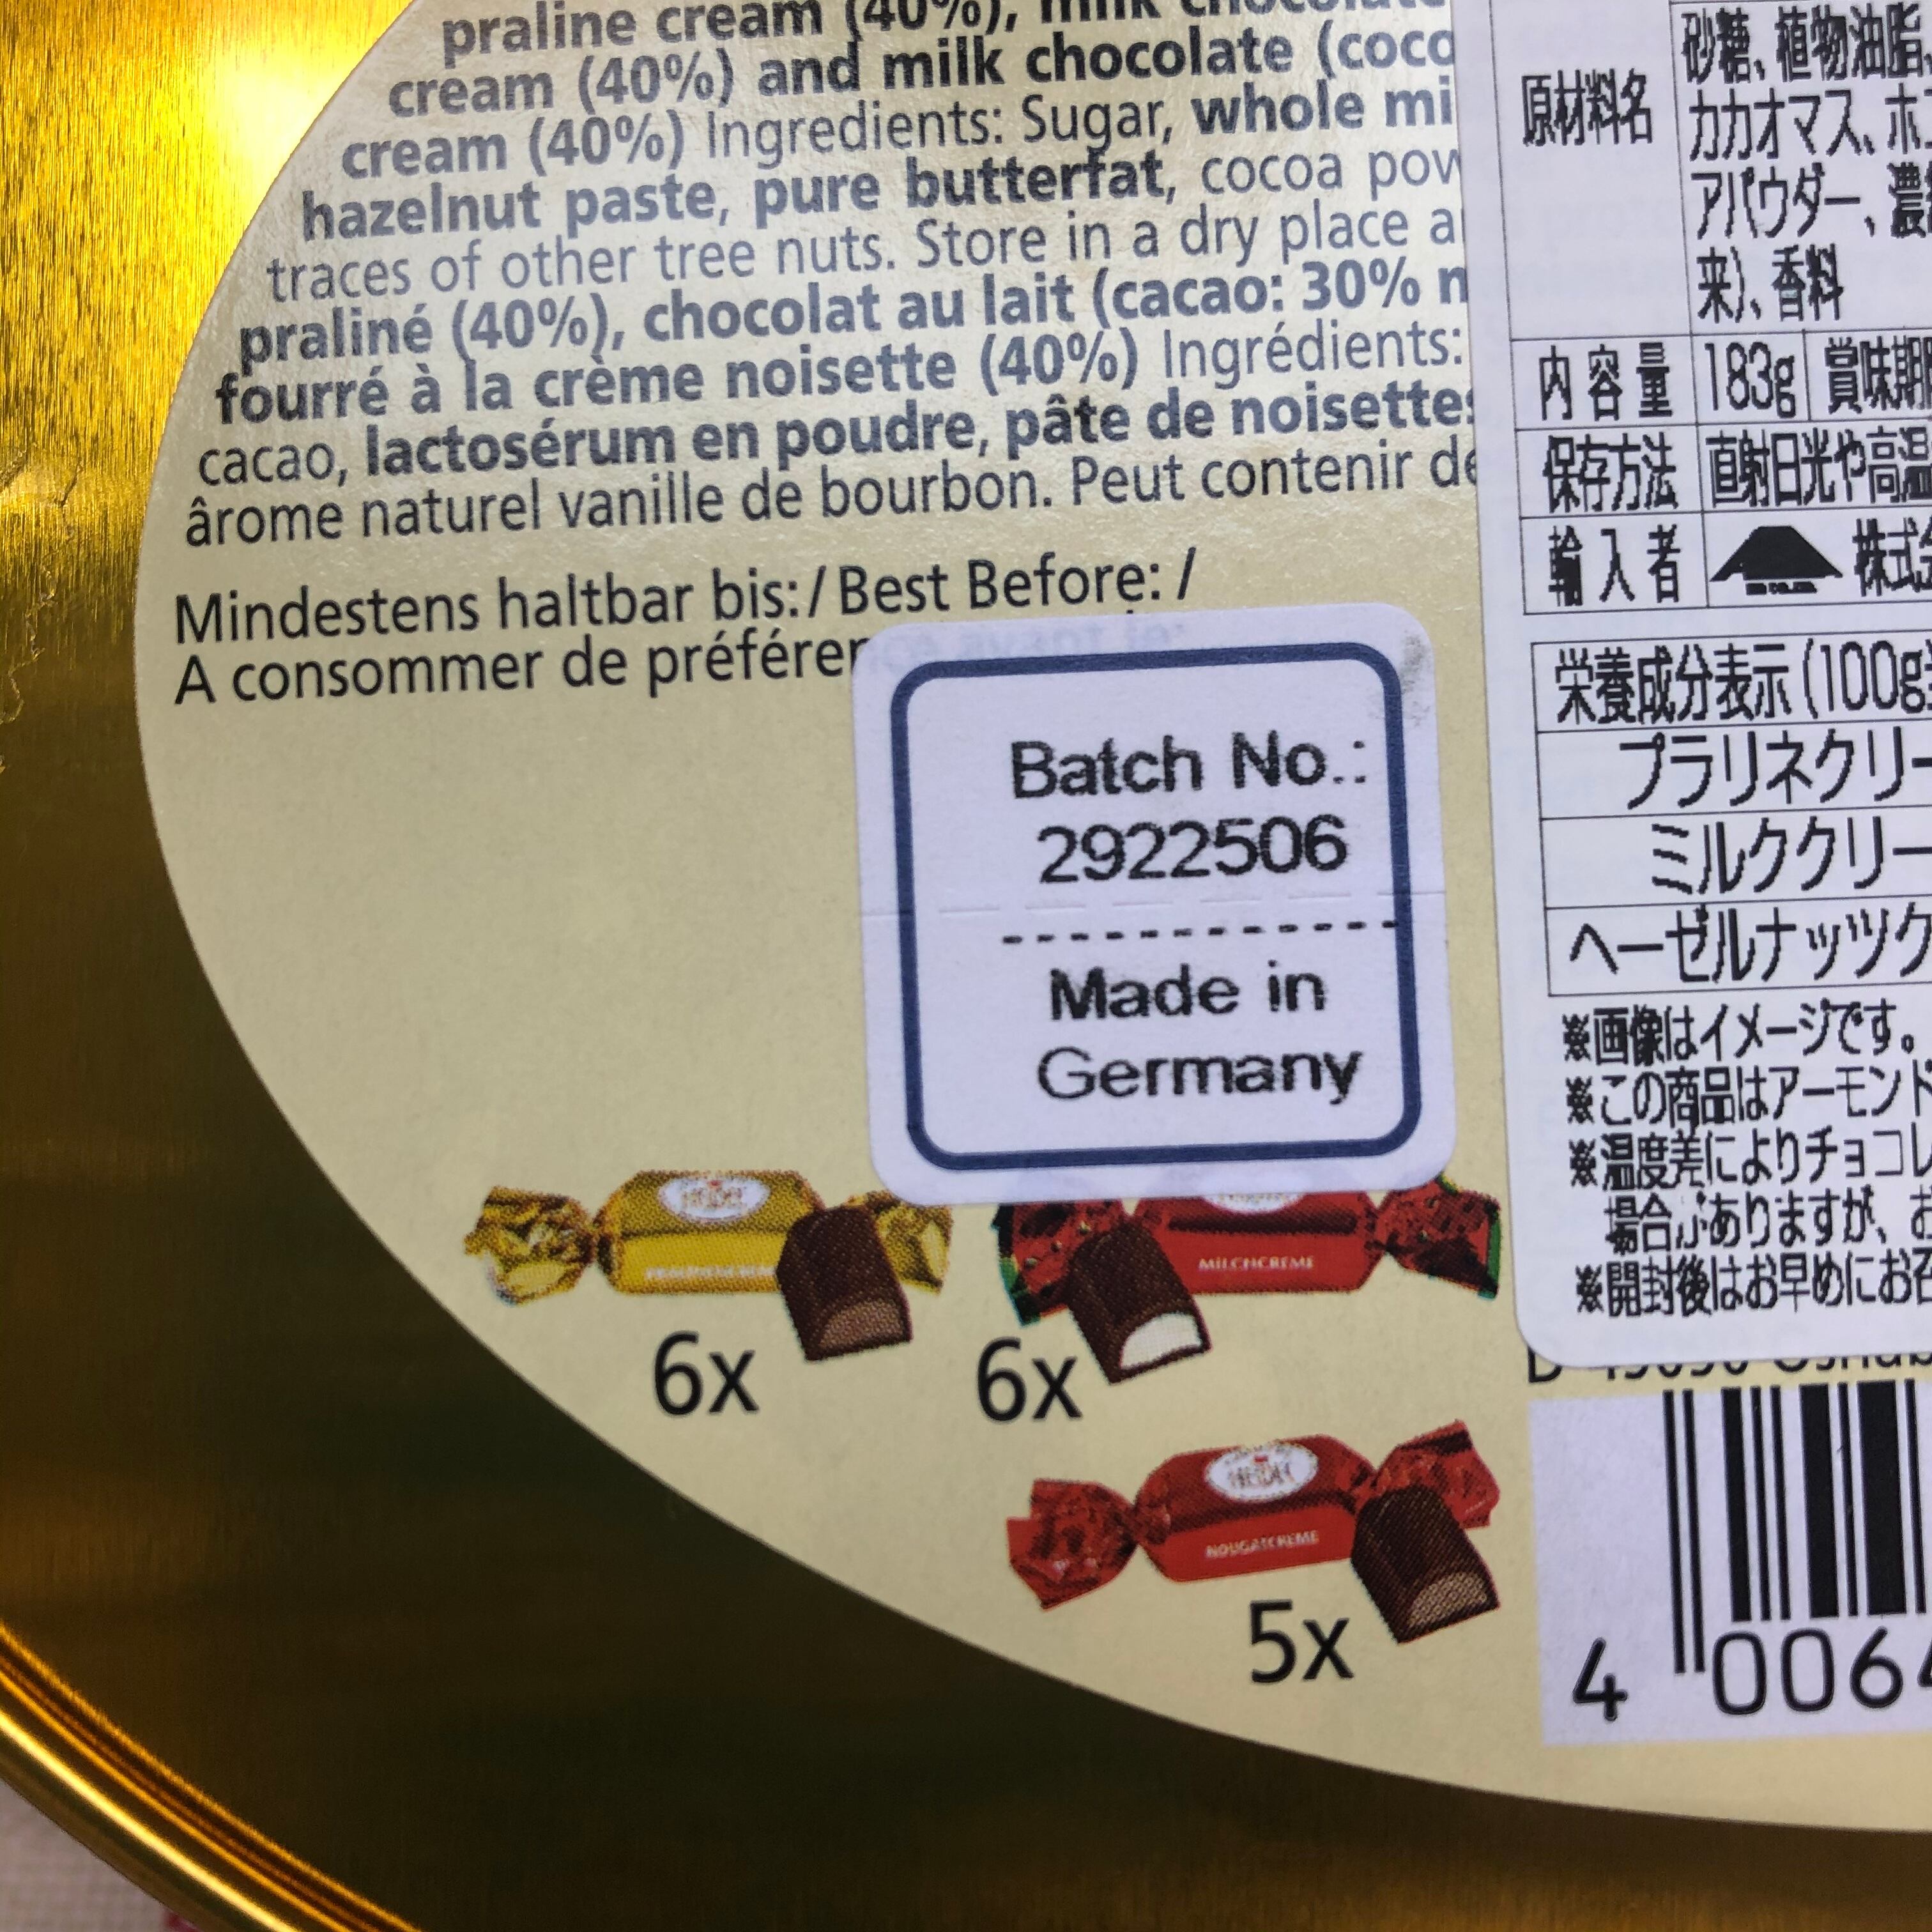 praline cream (40%), milk
cream (40%) and milk chocolate (coco
cream (40%) Ingredients: Sugar, whole mi
hazelnut paste, pure butterfat, cocoa pow
traces of other tree nuts. Store in a dry place a
praliné (40%), chocolat au lait (cacao: 30% m
fourré à la crème noisette (40%) Ingrédients:
cacao, lactosérum en poudre, pâte de noisettes
ârome naturel vanille de bourbon. Peut contenir de
Mindestens haltbar bis:/Best Before: /
A consommer de préféren
Batch No.:
2922506
Made in
Germany
HEIDEL
6x
MILCHCREME
6x
HEIDEL
NOUGATCREME
5x
原材料名
砂糖、植物油脂、
カカオマス、ホエ
アパウダー、濃
来)、香料
内容量 183g 賞味期
保存方法 直射日光や高温
輸入者 株式会
栄養成分表示(100g
プラリネクリー
ミルククリー
ヘーゼルナッツク
※画像はイメージです。
※この商品はアーモンド
※温度差によりチョコレ
場合がありますが、お
※開封後はお早めにお召
4 0064